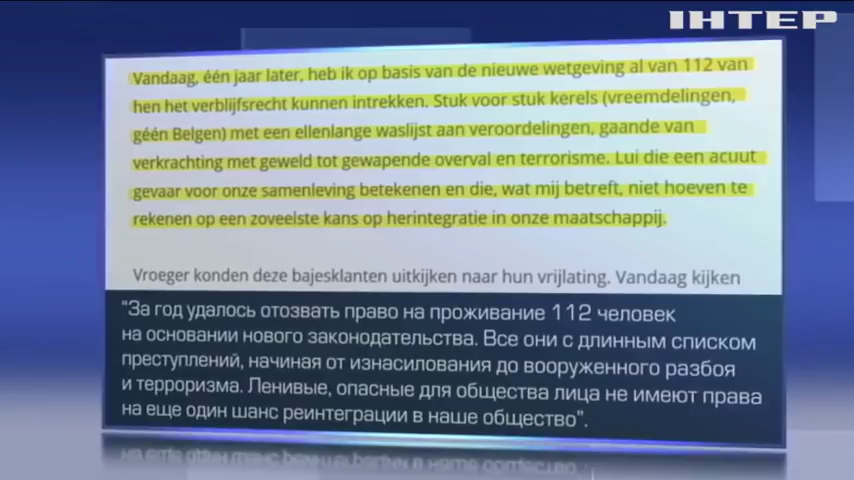 ІНТЕР
Vandaag, één jaar later, heb ik op basis van de nieuwe wetgeving al van 112 van
hen het verblijfsrecht kunnen intrekken. Stuk voor stuk kerels (vreemdelingen,
géén Belgen) met een ellenlange waslijst aan veroordelingen, gaande van
verkrachting met geweld tot gewapende overval en terrorisme. Lui die een acuut
gevaar voor onze samenleving betekenen en die, wat mij betreft, niet hoeven te
rekenen op een zoveelste kans op herintegratie in onze maatschappij.
Vroeger konden deze bajesklanten uitkijken naar hun vrijlating. Vandaag kijken
“За год удалось отозвать право на проживание 112 человек
на основании нового законодательства. Все они с длинным списком
преступлений, начиная от изнасилования до вооруженного разбоя
и терроризма. Ленивые, опасные для общества лица не имеют права
на еще один шанс реинтеграции в наше общество”.